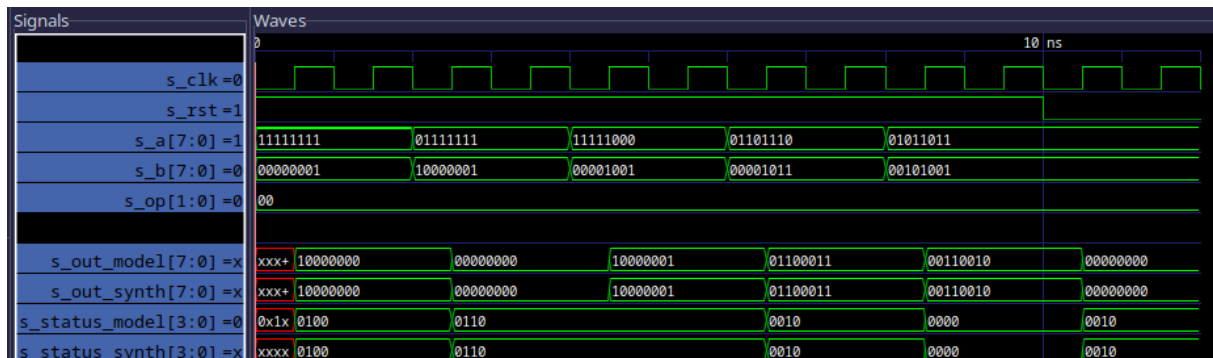 Signals Waves
0 10 ns
s_clk =0
s_rst =1
s_a[7:0] =1 11111111 01111111 11111000 01101110 01011011
s_b[7:0] =0 00000001 10000001 00001001 00001011 00101001
s_op[1:0] =0 00
s_out_model[7:0] =x xxx+ 10000000 00000000 10000001 01100011 00110010 00000000
s_out_synth[7:0] =x xxx+ 10000000 00000000 10000001 01100011 00110010 00000000
s_status_model[3:0] =0 0x1x 0100 0110 0010 0000 0010
s_status_synth[3:0] =x xxxx 0100 0110 0010 0000 0010